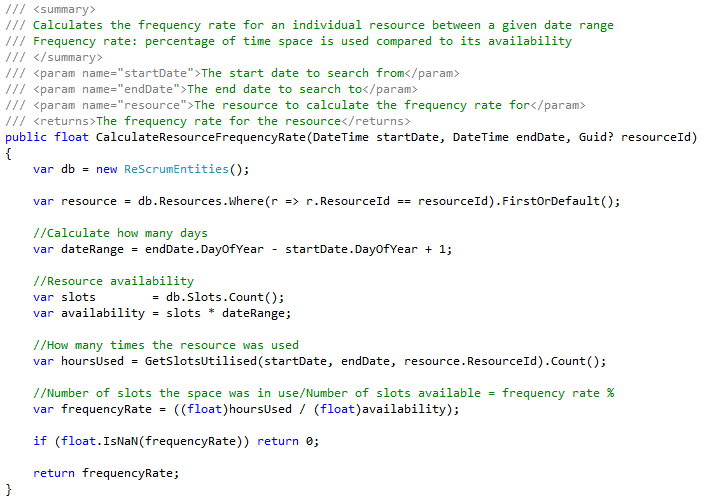 /// <summary>
/// Calculates the frequency rate for an individual resource between a given date range
/// Frequency rate: percentage of time space is used compared to its availability
/// </summary>
/// <param name="startDate">The start date to search from</param>
/// <param name="endDate">The end date to search to</param>
/// <param name="resource">The resource to calculate the frequency rate for</param>
/// <returns>The frequency rate for the resource</returns>
public float CalculateResourceFrequencyRate(DateTime startDate, DateTime endDate, Guid? resourceId)
{
    var db = new ReScrumEntities();

    var resource = db.Resources.Where(r => r.ResourceId == resourceId).FirstOrDefault();

    //Calculate how many days
    var dateRange = endDate.DayOfYear - startDate.DayOfYear + 1;

    //Resource availability
    var slots        = db.Slots.Count();
    var availability = slots * dateRange;

    //How many times the resource was used
    var hoursUsed = GetSlotsUtilised(startDate, endDate, resource.ResourceId).Count();

    //Number of slots the space was in use/Number of slots available = frequency rate %
    var frequencyRate = ((float)hoursUsed / (float)availability);

    if (float.IsNaN(frequencyRate)) return 0;

    return frequencyRate;
}